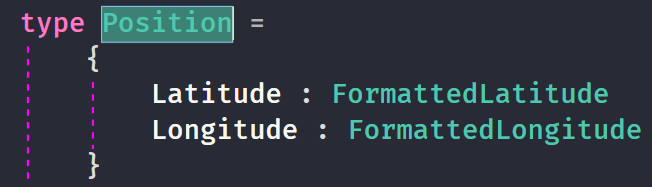 type Position =
{
Latitude : FormattedLatitude
Longitude : FormattedLongitude
}